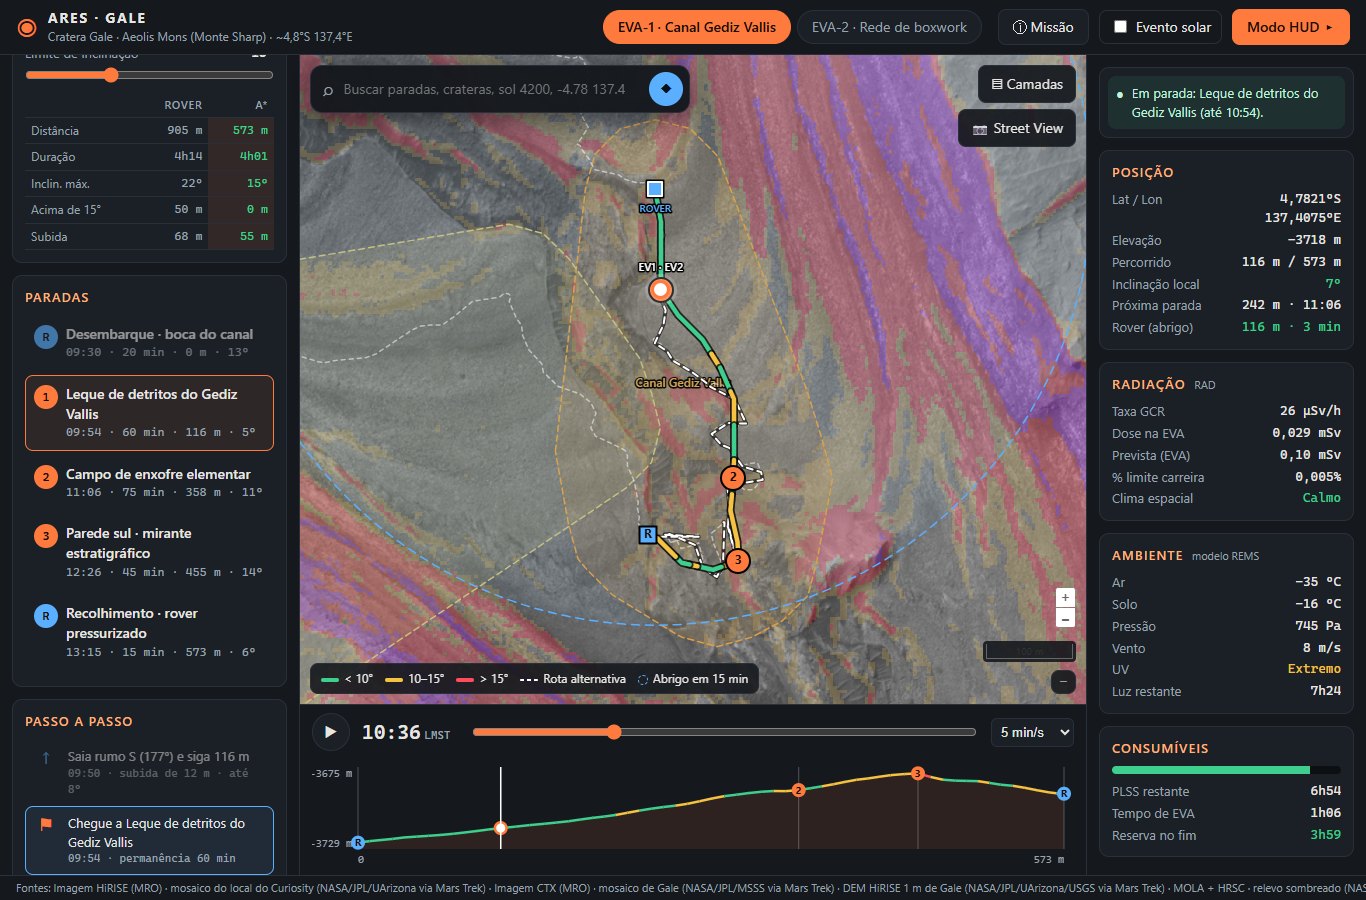 ARES · GALE
Cratera Gale · Aeolis Mons (Monte Sharp) · ~4,8°S 137,4°E
EVA-1 · Canal Gediz Vallis
EVA-2 · Rede de boxwork
ⓘ Missão
Evento solar
Modo HUD ▸
Limite de inclinação
ROVER A*
Distância 905 m 573 m
Duração 4h14 4h01
Inclin. máx. 22° 15°
Acima de 15° 50 m 0 m
Subida 68 m 55 m
PARADAS
R Desembarque · boca do canal
09:30 · 20 min · 0 m · 13°
1 Leque de detritos do Gediz
Vallis
09:54 · 60 min · 116 m · 5°
2 Campo de enxofre elementar
11:06 · 75 min · 358 m · 11°
3 Parede sul · mirante
estratigráfico
12:26 · 45 min · 455 m · 14°
R Recolhimento · rover
pressurizado
13:15 · 15 min · 573 m · 6°
PASSO A PASSO
↑ Saia rumo S (177°) e siga 116 m
09:50 · subida de 12 m · até
8°
Chegue a Leque de detritos do
Gediz Vallis
09:54 · permanência 60 min
Buscar paradas, crateras, sol 4200, -4.78 137.4
Camadas
Street View
ROVER
EV1 · EV2
Canal Gediz Vallis
2
R
3
+
−
100 m
−
< 10° 10–15° > 15° Rota alternativa Abrigo em 15 min
10:36 LMST
5 min/s
-3675 m
-3729 m
R
2
3
R
0
573 m
Em parada: Leque de detritos do
Gediz Vallis (até 10:54).
POSIÇÃO
Lat / Lon 4,7821°S
137,4075°E
Elevação −3718 m
Percorrido 116 m / 573 m
Inclinação local 7°
Próxima parada 242 m · 11:06
Rover (abrigo) 116 m · 3 min
RADIAÇÃO RAD
Taxa GCR 26 µSv/h
Dose na EVA 0,029 mSv
Prevista (EVA) 0,10 mSv
% limite carreira 0,005%
Clima espacial Calmo
AMBIENTE modelo REMS
Ar −35 °C
Solo −16 °C
Pressão 745 Pa
Vento 8 m/s
UV Extremo
Luz restante 7h24
CONSUMÍVEIS
PLSS restante 6h54
Tempo de EVA 1h06
Reserva no fim 3h59
Fontes: Imagem HiRISE (MRO) · mosaico do local do Curiosity (NASA/JPL/UArizona via Mars Trek) · Imagem CTX (MRO) · mosaico de Gale (NASA/JPL/MSSS via Mars Trek) · DEM HiRISE 1 m de Gale (NASA/JPL/UArizona/USGS via Mars Trek) · MOLA + HRSC · relevo sombreado (NAS